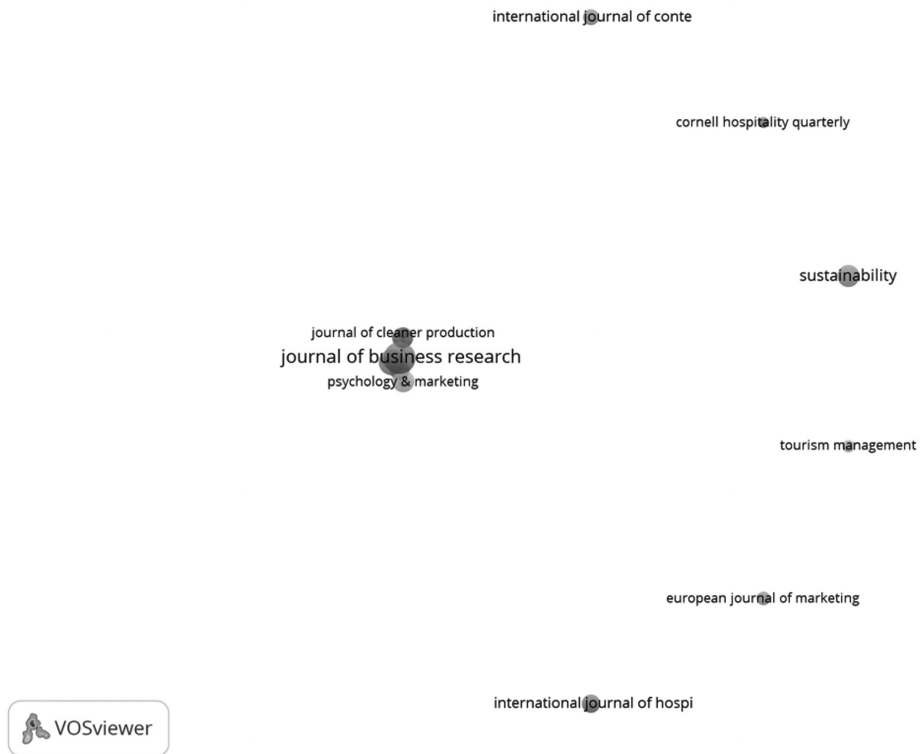 international journal of conte
cornell hospitality quarterly
sustainability
journal of cleaner production
journal of business research
psychology & marketing
tourism management
european journal of marketing
international journal of hospi
VOSviewer